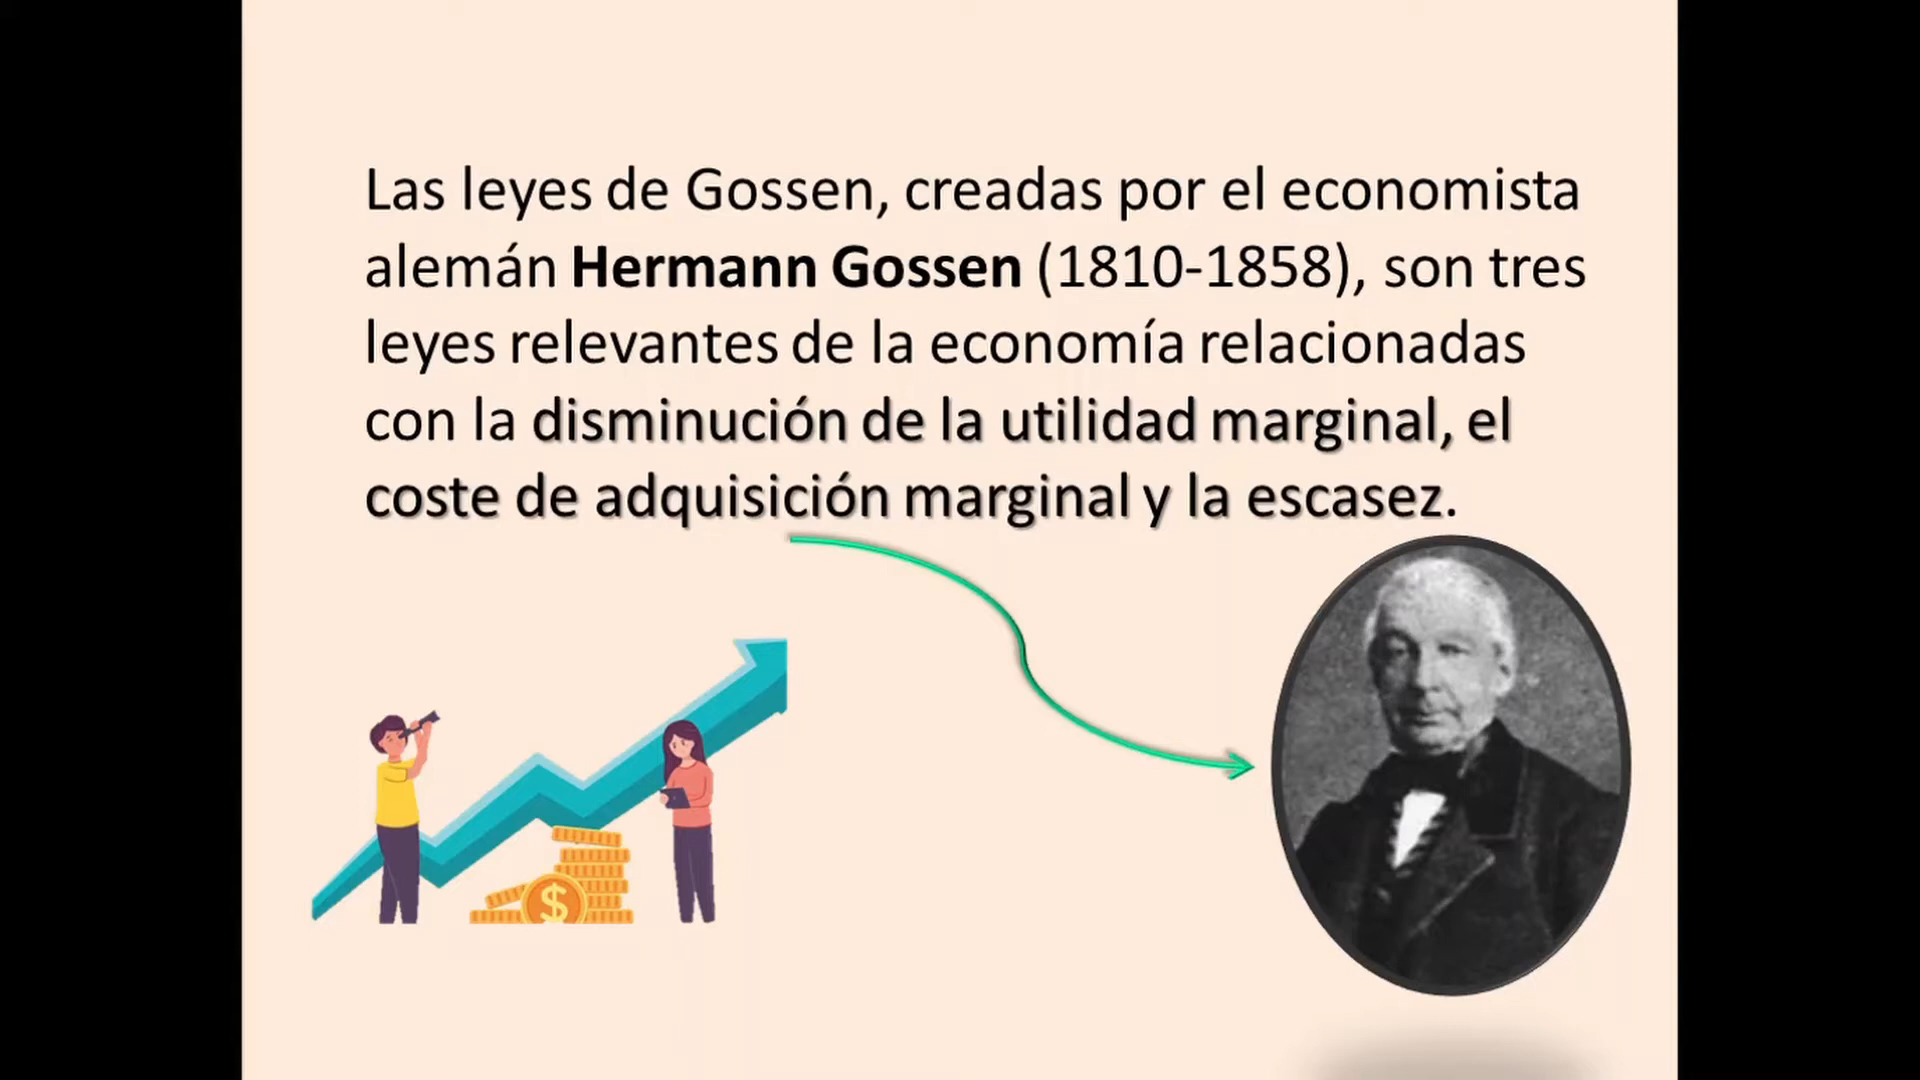 Las leyes de Gossen, creadas por el economista
alemán Hermann Gossen (1810-1858), son tres
leyes relevantes de la economía relacionadas
con la disminución de la utilidad marginal, el
coste de adquisición marginal y la escasez.
$